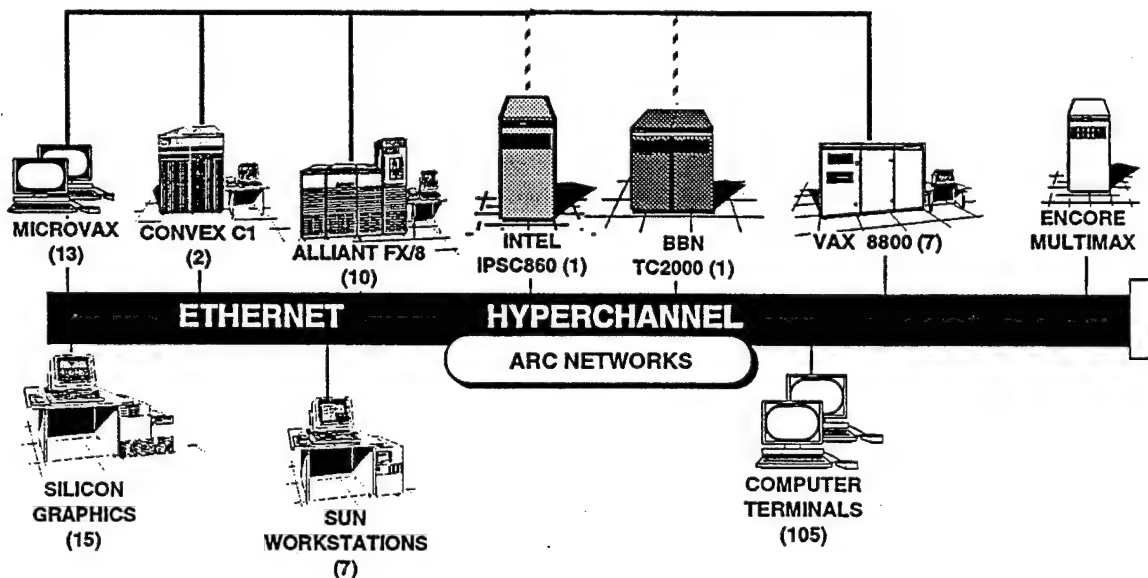 MICROVAX
(13)
CONVEX C1
(2)
ALLIANT FX/8
(10)
INTEL
IPSC860 (1)
BBN
TC2000 (1)
VAX 8800 (7)
ENCORE
MULTIMAX
ETHERNET
HYPERCHANNEL
ARC NETWORKS
SILICON
GRAPHICS
(15)
SUN
WORKSTATIONS
(7)
COMPUTER
TERMINALS
(105)